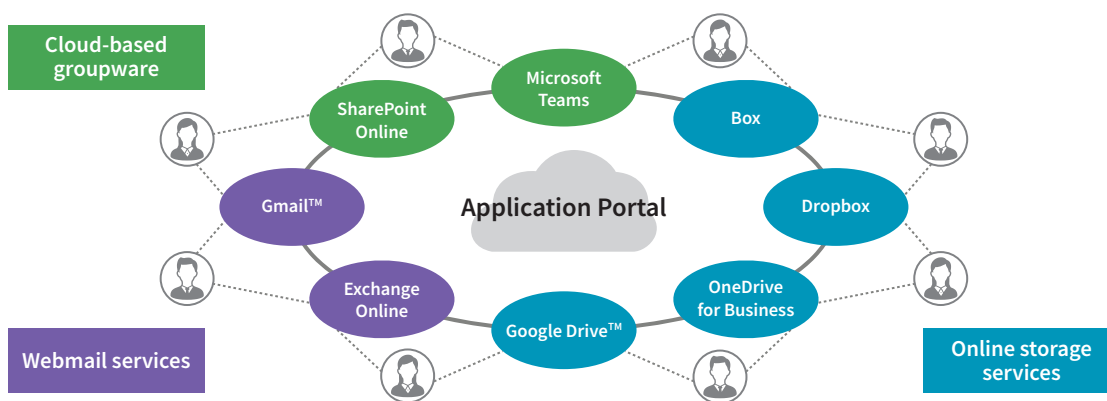 Cloud-based
groupware
Microsoft
Teams
SharePoint
Online
Box
Gmail™
Application Portal
Dropbox
Exchange
Online
OneDrive
for Business
Google Drive™
Webmail services
Online storage
services